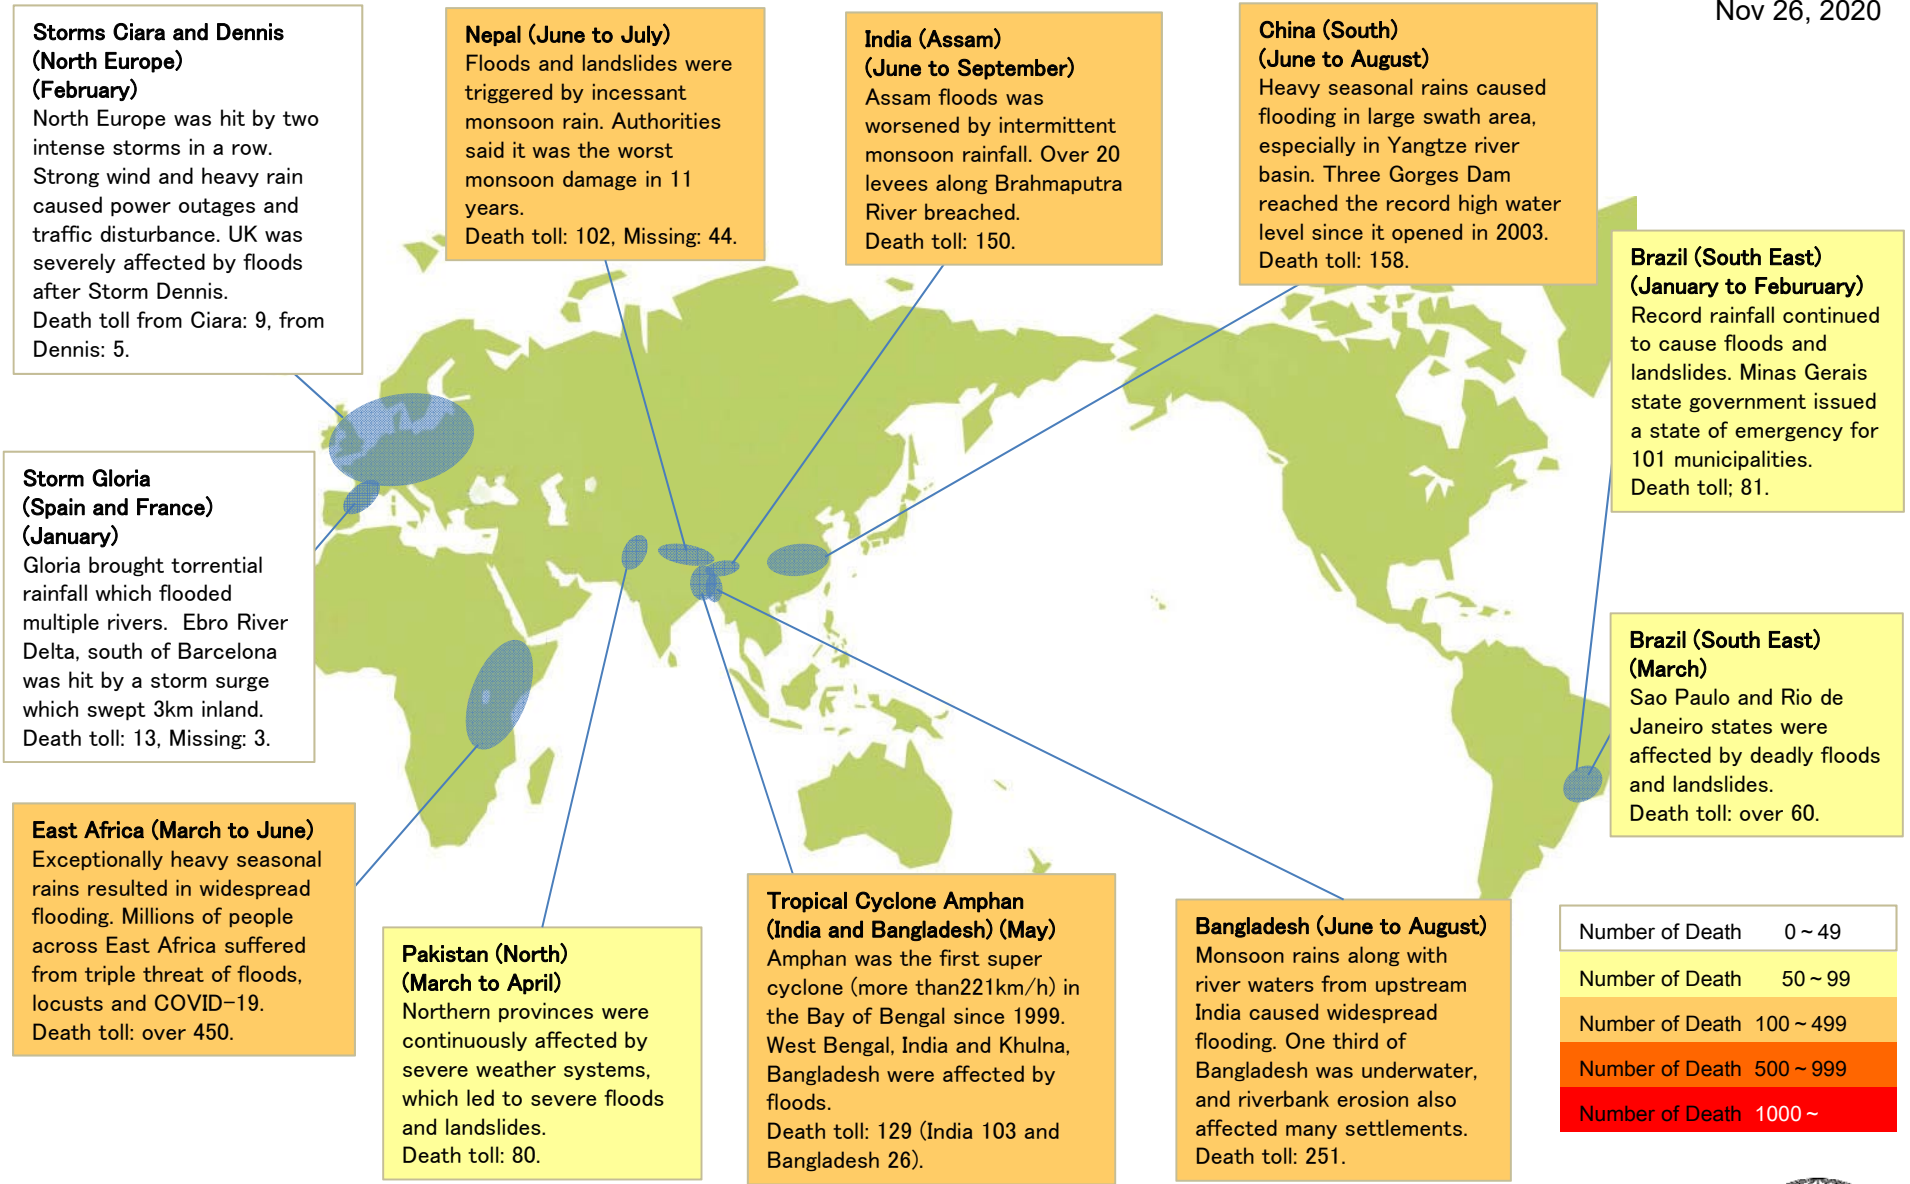 Nov 26, 2020
Storms Ciara and Dennis
(North Europe)
(February)
North Europe was hit by two
intense storms in a row.
Strong wind and heavy rain
caused power outages and
traffic disturbance. UK was
severely affected by floods
after Storm Dennis.
Death toll from Ciara: 9, from
Dennis: 5.
Nepal (June to July)
Floods and landslides were
triggered by incessant
monsoon rain. Authorities
said it was the worst
monsoon damage in 11
years.
Death toll: 102, Missing: 44.
India (Assam)
(June to September)
Assam floods was
worsened by intermittent
monsoon rainfall. Over 20
levees along Brahmaputra
River breached.
Death toll: 150.
China (South)
(June to August)
Heavy seasonal rains caused
flooding in large swath area,
especially in Yangtze river
basin. Three Gorges Dam
reached the record high water
level since it opened in 2003.
Death toll: 158.
Brazil (South East)
(January to Feburuary)
Record rainfall continued
to cause floods and
landslides. Minas Gerais
state government issued
a state of emergency for
101 municipalities.
Death toll; 81.
Storm Gloria
(Spain and France)
(January)
Gloria brought torrential
rainfall which flooded
multiple rivers. Ebro River
Delta, south of Barcelona
was hit by a storm surge
which swept 3km inland.
Death toll: 13, Missing: 3.
Brazil (South East)
(March)
Sao Paulo and Rio de
Janeiro states were
affected by deadly floods
and landslides.
Death toll: over 60.
East Africa (March to June)
Exceptionally heavy seasonal
rains resulted in widespread
flooding. Millions of people
across East Africa suffered
from triple threat of floods,
locusts and COVID-19.
Death toll: over 450.
Pakistan (North)
(March to April)
Northern provinces were
continuously affected by
severe weather systems,
which led to severe floods
and landslides.
Death toll: 80.
Tropical Cyclone Amphan
(India and Bangladesh) (May)
Amphan was the first super
cyclone (more than221km/h) in
the Bay of Bengal since 1999.
West Bengal, India and Khulna,
Bangladesh were affected by
floods.
Death toll: 129 (India 103 and
Bangladesh 26).
Bangladesh (June to August)
Monsoon rains along with
river waters from upstream
India caused widespread
flooding. One third of
Bangladesh was underwater,
and riverbank erosion also
affected many settlements.
Death toll: 251.
Number of Death 0~49
Number of Death 50~99
Number of Death 100~499
Number of Death 500~999
Number of Death 1000~